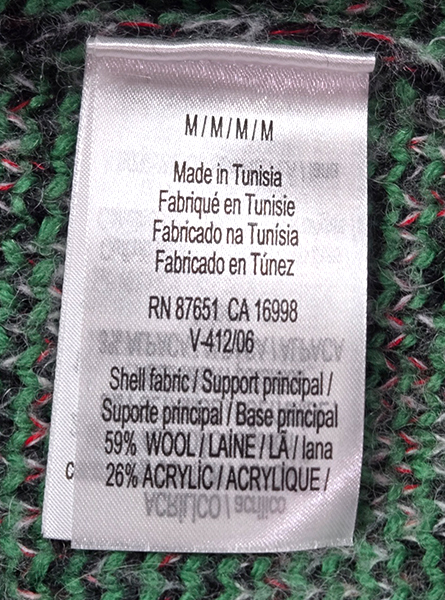 M/M/M/M
Made in Tunisia
Fabriqué en Tunisie
Fabricado na Tunísia
Fabricado en Túnez
RN 87651 CA 16998
V-412/06
Shell fabric / Support principal /
Suporte principal / Base principal
59% WOOL / LAINE / LÃ / lana
26% ACRYLIC / ACRYLIQUE /